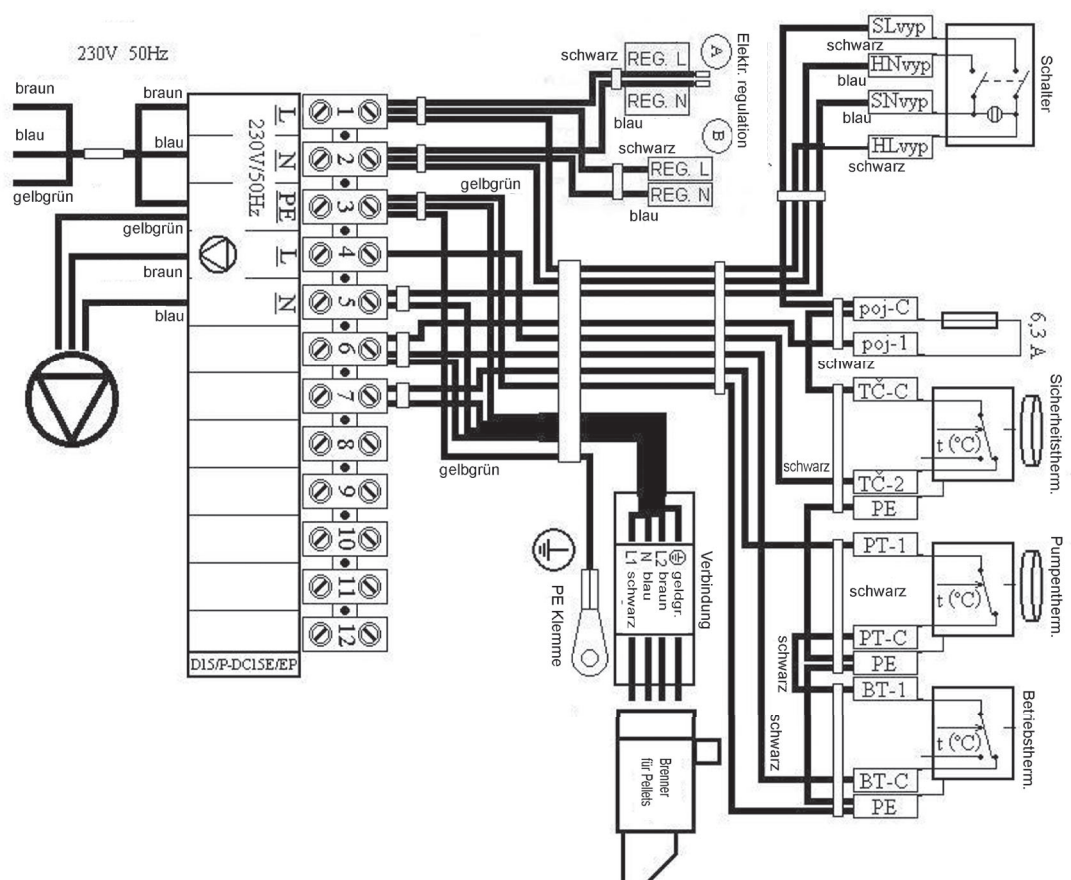 230V 50Hz
braun
blau
gelbgrün
braun
blau
gelbgrün
braun
blau
230V/50Hz
L
N
PE
L
N
1
2
3
4
5
6
7
8
9
10
11
12
D15/P-DC15E/EP
schwarz
REG. L
REG. N
blau
A
Elektr. regulation
B
schwarz
REG. L
REG. N
blau
gelbgrün
gelbgrün
SLvyp
schwarz
HNvyp
blau
SNvyp
blau
HLvyp
schwarz
Schalter
poj-C
poj-1
6,3 A
schwarz
TČ-C
t (°C)
schwarz
TČ-2
PE
Sicherheitstherm.
PT-1
schwarz
t (°C)
PT-C
PE
Pumpentherm.
schwarz
BT-1
t (°C)
schwarz
BT-C
PE
Betriebstherm.
PE Klemme
Verbindung
geldgr.
L2 braun
N blau
L1 schwarz
Brenner
für Pellets